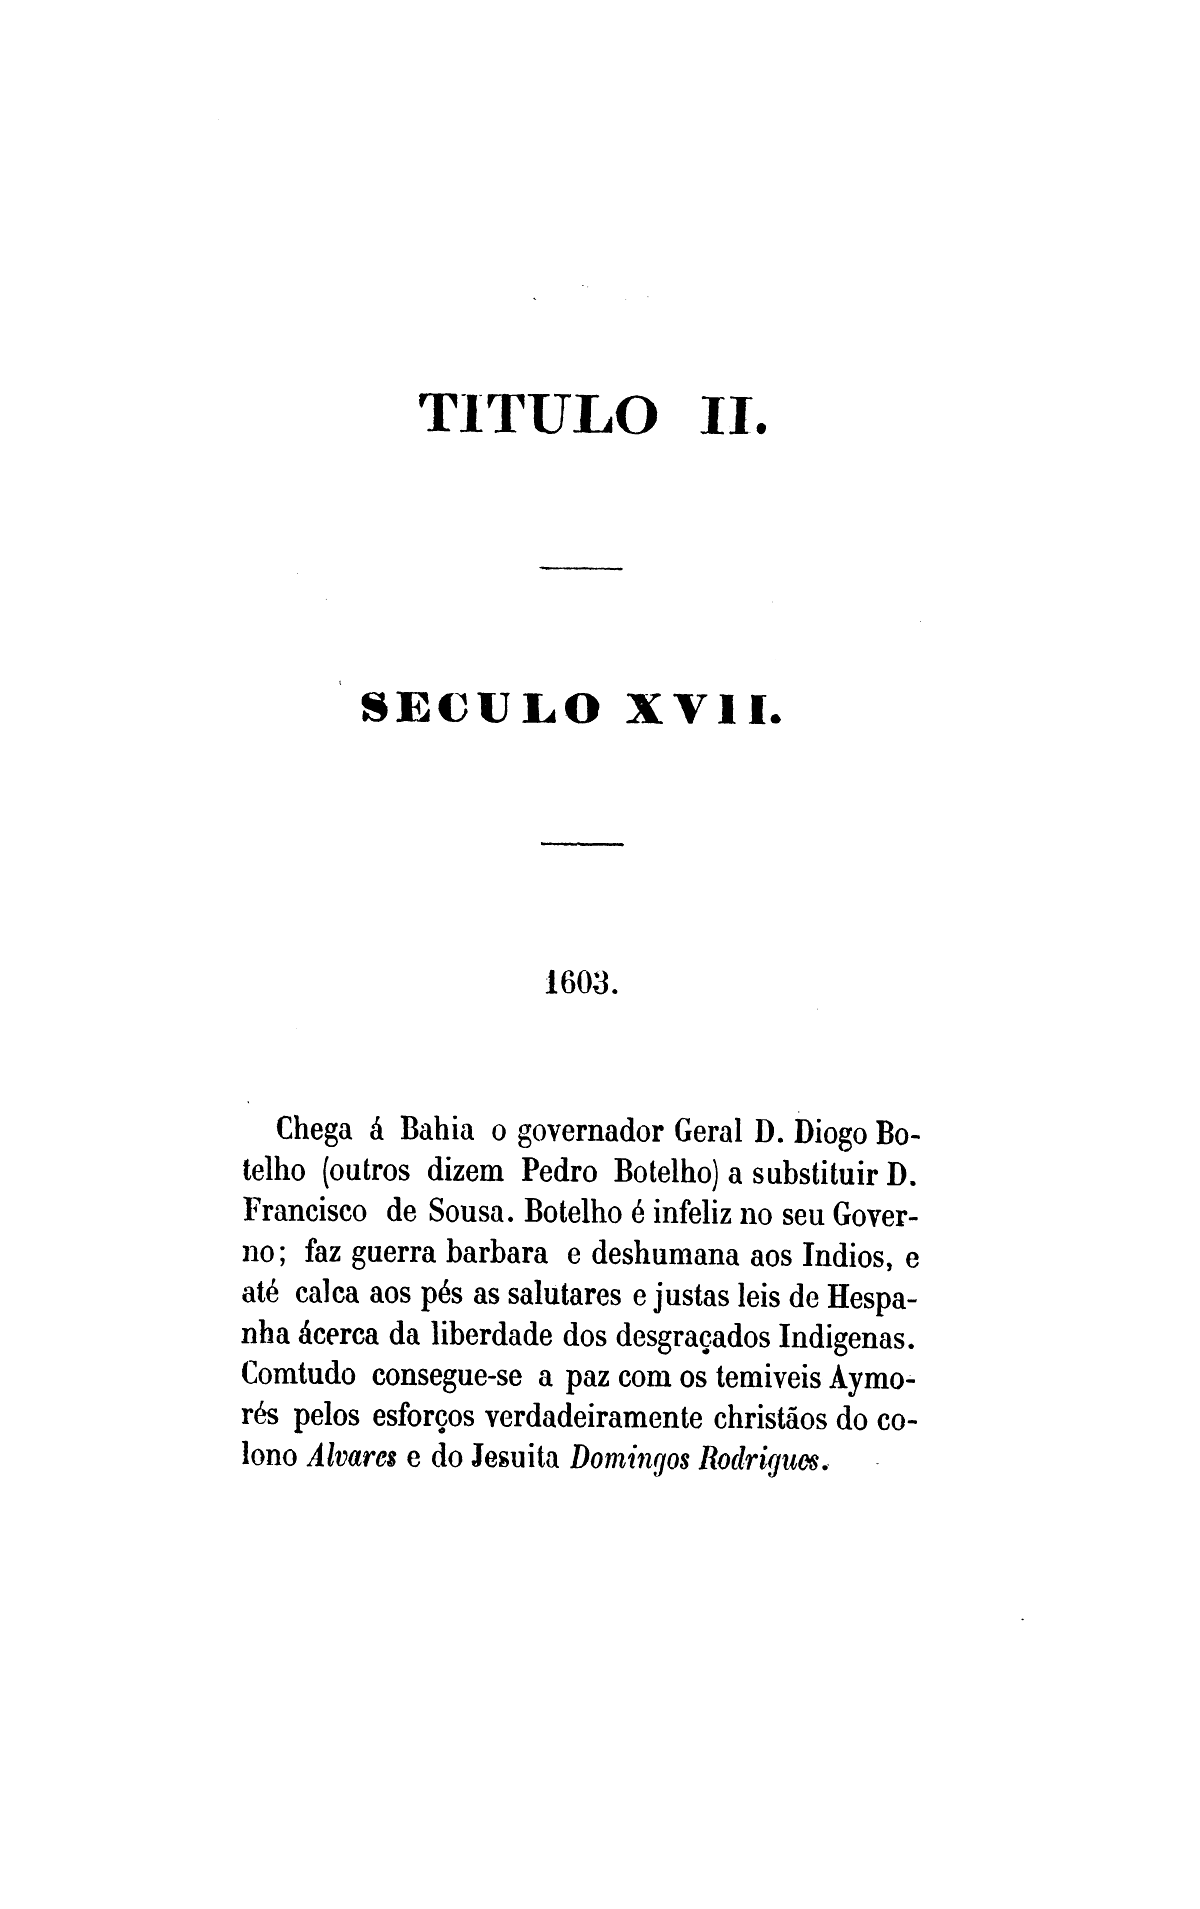 TITULO II.
SECULO XVII.
1603.
Chega á Bahia o governador Geral D. Diogo Bo-
telho (outros dizem Pedro Botelho) a substituir D.
Francisco de Sousa. Botelho é infeliz no seu Gover-
no; faz guerra barbara e deshumana aos Indios, e
até calca aos pés as salutares e justas leis de Hespa-
nha ácerca da liberdade dos desgraçados Indigenas.
Comtudo consegue-se a paz com os temiveis Aymo-
rés pelos esforços verdadeiramente christãos do co-
lono Alvares e do Jesuita Domingos Rodrigues.